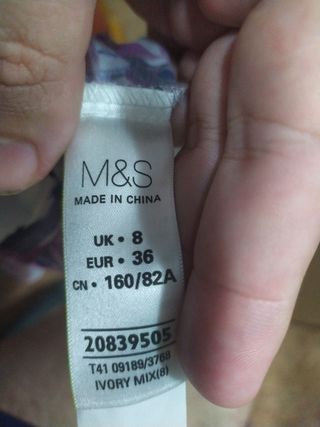 M&S
MADE IN CHINA
UK • 8
EUR • 36
CN • 160/82A
20839505
T41 09189/3768
IVORY MIX(8)